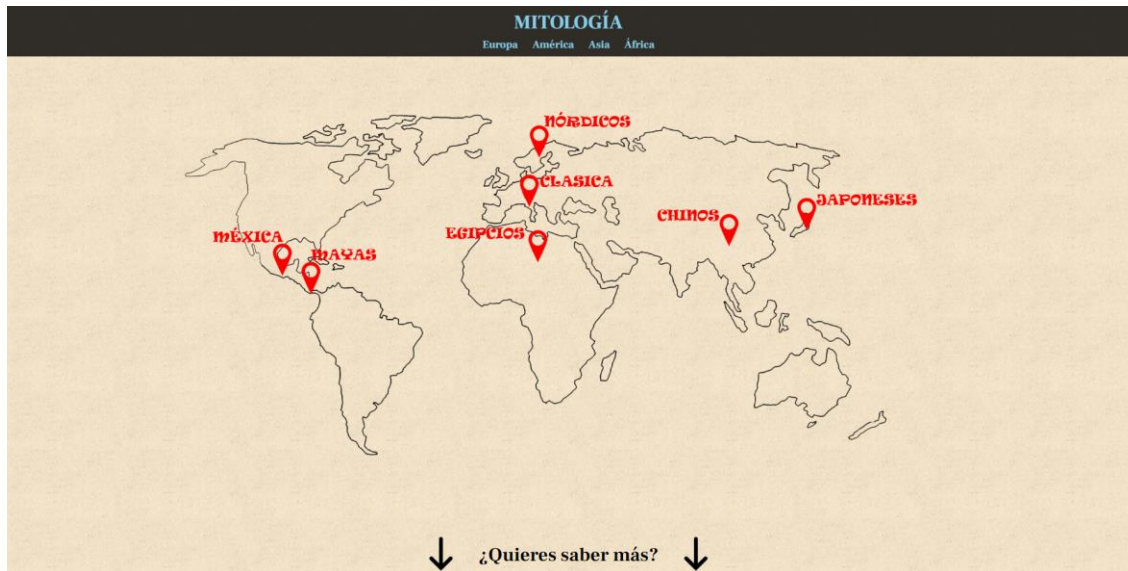 MITOLOGÍA
Europa América Asia África
NÓRDICOS
CLASICA
JAPONESES
CHINOS
EGIPCIOS
MÉXICA
MAYAS
¿Quieres saber más?